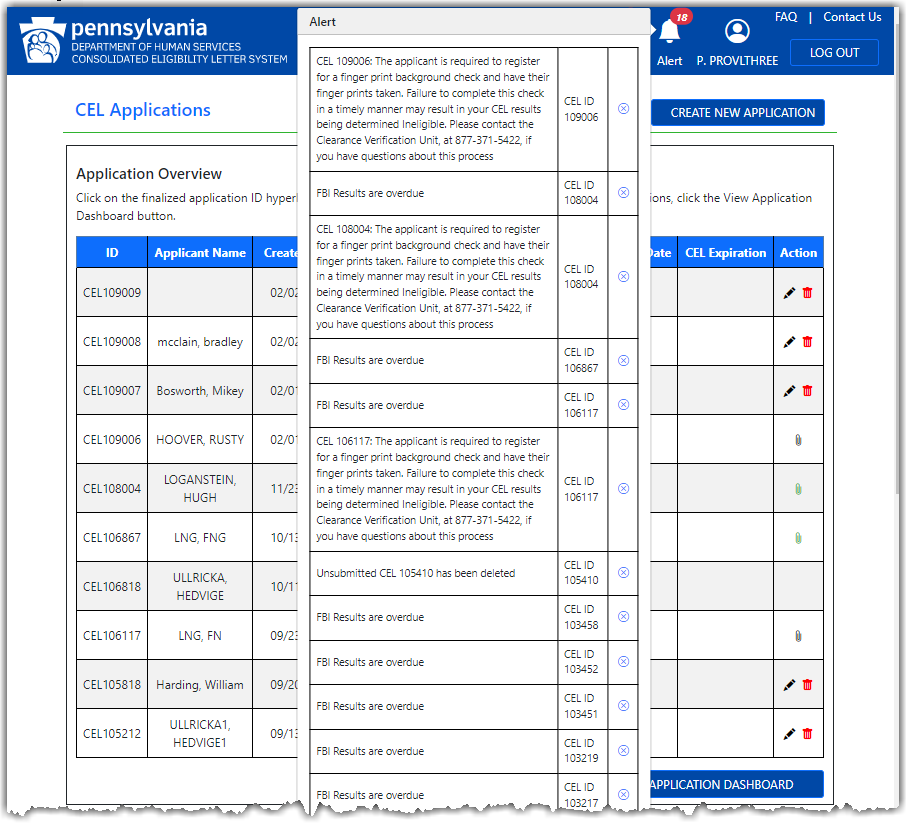 pennsylvania
DEPARTMENT OF HUMAN SERVICES
CONSOLIDATED ELIGIBILITY LETTER SYSTEM
18
Alert
P. PROVLTHREE
FAQ | Contact Us
LOG OUT
CEL Applications
CREATE NEW APPLICATION
Application Overview
Click on the finalized application ID
click the View Application
Dashboard button.
ID Applicant Name CEL Expiration Action
CEL109009 02/02
CEL109008 mcclain, bradley 02/02
CEL109007 Bosworth, Mikey 02/01
CEL109006 HOOVER, RUSTY 02/01
CEL108004 LOGANSTEIN, 11/23
HUGH
CEL106867 LNG, FNG 10/13
CEL106818 ULLRICKA, 10/11
HEDVIGE
CEL106117 LNG, FN 09/23
CEL105818 Harding, William 09/20
CEL105212 ULLRICKA1, 09/13
HEDVIGE1
APPLICATION DASHBOARD
Alert
CEL 109006: The applicant is required to register
for a finger print background check and have their
finger prints taken. Failure to complete this check
in a timely manner may result in your CEL results
being determined Ineligible. Please contact the
Clearance Verification Unit, at 877-371-5422, if
you have questions about this process
CEL ID
109006
FBI Results are overdue
CEL ID
108004
CEL 108004: The applicant is required to register
for a finger print background check and have their
finger prints taken. Failure to complete this check
in a timely manner may result in your CEL results
being determined Ineligible. Please contact the
Clearance Verification Unit, at 877-371-5422, if
you have questions about this process
CEL ID
108004
FBI Results are overdue
CEL ID
106867
FBI Results are overdue
CEL ID
106117
CEL 106117: The applicant is required to register
for a finger print background check and have their
finger prints taken. Failure to complete this check
in a timely manner may result in your CEL results
being determined Ineligible. Please contact the
Clearance Verification Unit, at 877-371-5422, if
you have questions about this process
CEL ID
106117
Unsubmitted CEL 105410 has been deleted
CEL ID
105410
FBI Results are overdue
CEL ID
103458
FBI Results are overdue
CEL ID
103452
FBI Results are overdue
CEL ID
103451
FBI Results are overdue
CEL ID
103219
FBI Results are overdue
CEL ID
103217